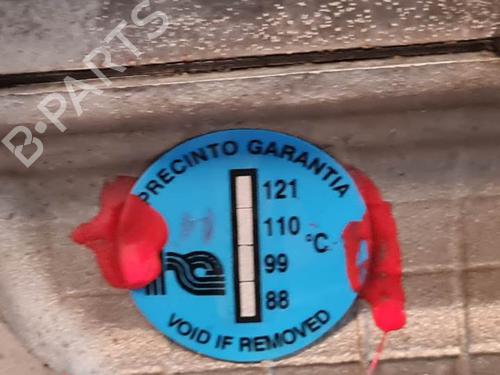 B-PARTS
PRECINTO GARANTIA
121
110
°C
99
88
VOID IF REMOVED